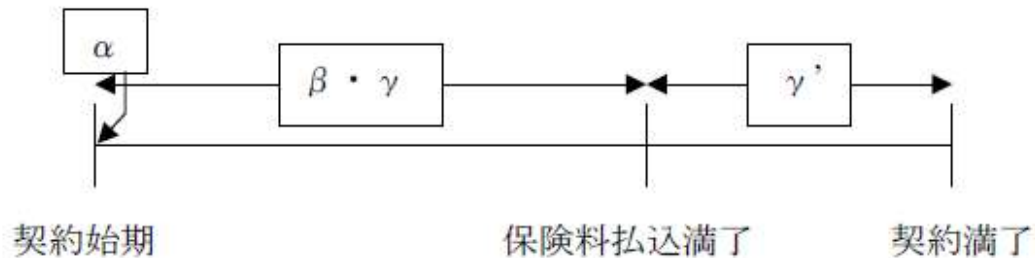 α
β・γ
γ’
契約始期
保険料払込満了
契約満了